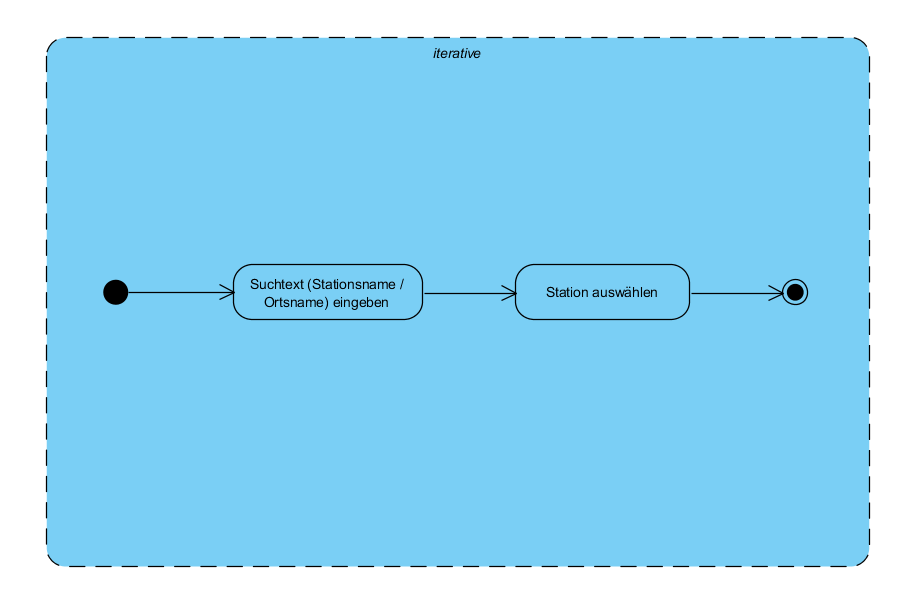 iterative
Suchtext (Stationsname /
Ortsname) eingeben
Station auswählen